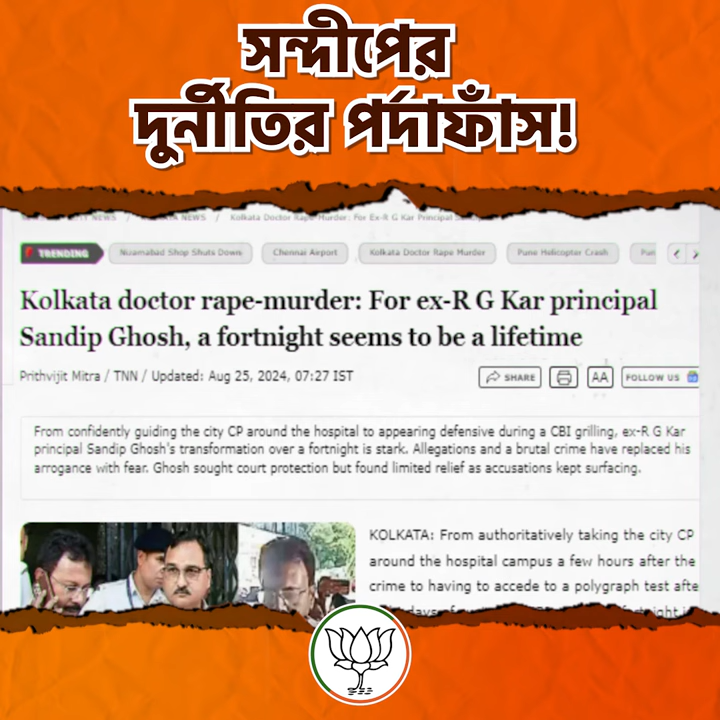 সন্দীপের
দুর্নীতির পর্দাফাঁস!
NEWS / NEWS / Kolkata Doctor Rape-Murder: For Ex-R G Kar Principal
TRENDING Chennai Airport Kolkata Doctor Rape Murder Pune Helicopter Crash
Kolkata doctor rape-murder: For ex-R G Kar principal
Sandip Ghosh, a fortnight seems to be a lifetime
Prithvijit Mitra / TNN / Updated: Aug 25, 2024, 07:27 IST SHARE AA FOLLOW US
From confidently guiding the city CP around the hospital to appearing defensive during a CBI grilling, ex-R G Kar
principal Sandip Ghosh's transformation over a fortnight is stark. Allegations and a brutal crime have replaced his
arrogance with fear. Ghosh sought court protection but found limited relief as accusations kept surfacing.
KOLKATA: From authoritatively taking the city CP
around the hospital campus a few hours after the
crime to having to accede to a polygraph test afte